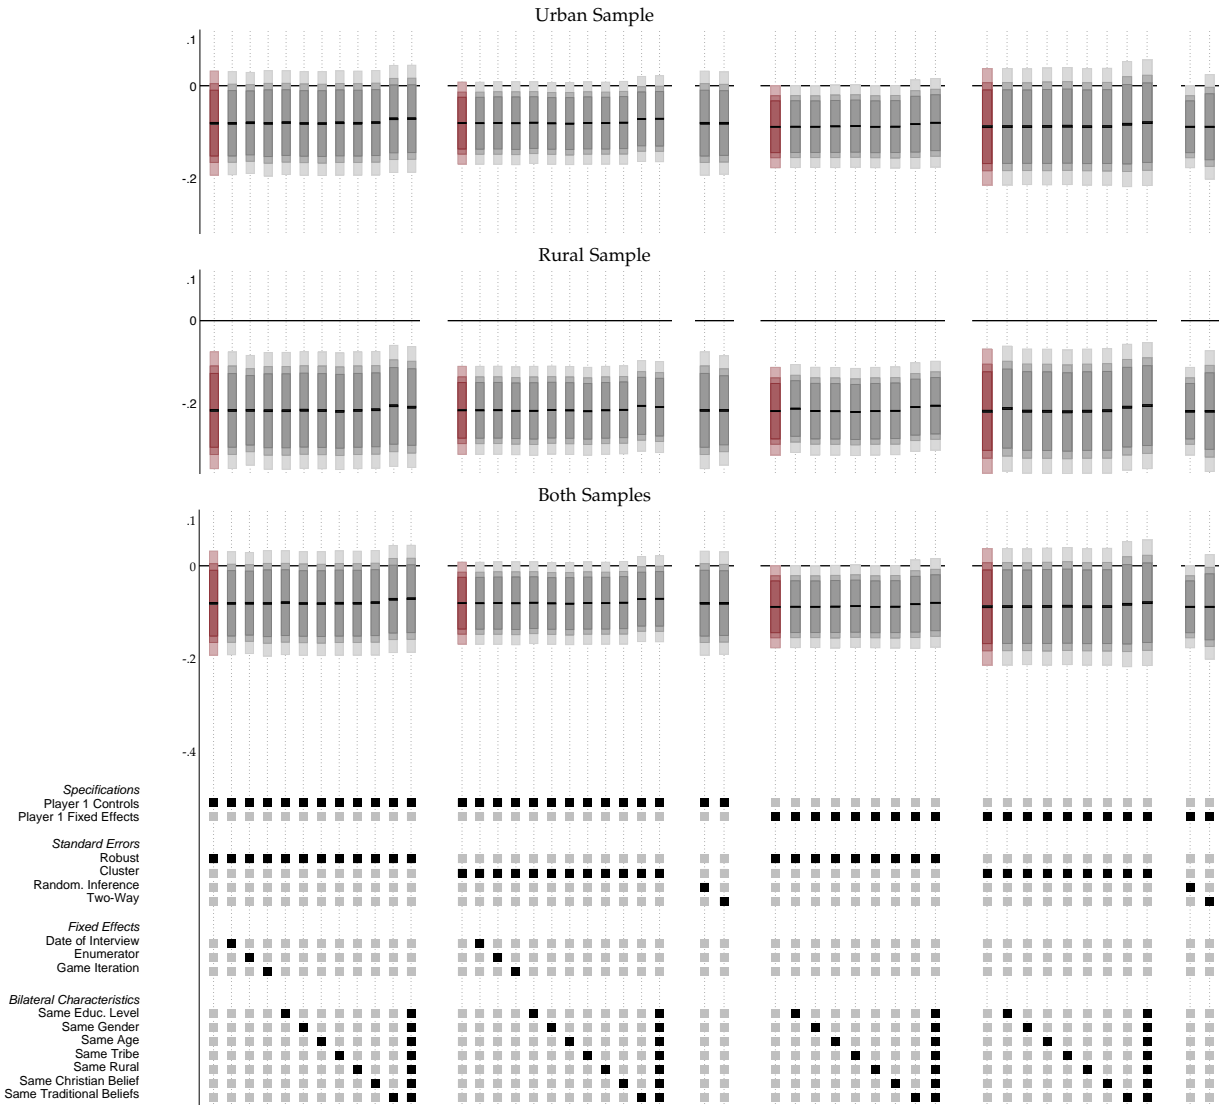 Urban Sample
.1
0
-.2
Rural Sample
.1
0
-.2
Both Samples
.1
0
-.2
-.4
Specifications
Player 1 Controls
Player 1 Fixed Effects
Standard Errors
Robust
Cluster
Random. Inference
Two-Way
Fixed Effects
Date of Interview
Enumerator
Game Iteration
Bilateral Characteristics
Same Educ. Level
Same Gender
Same Age
Same Tribe
Same Rural
Same Christian Belief
Same Traditional Beliefs